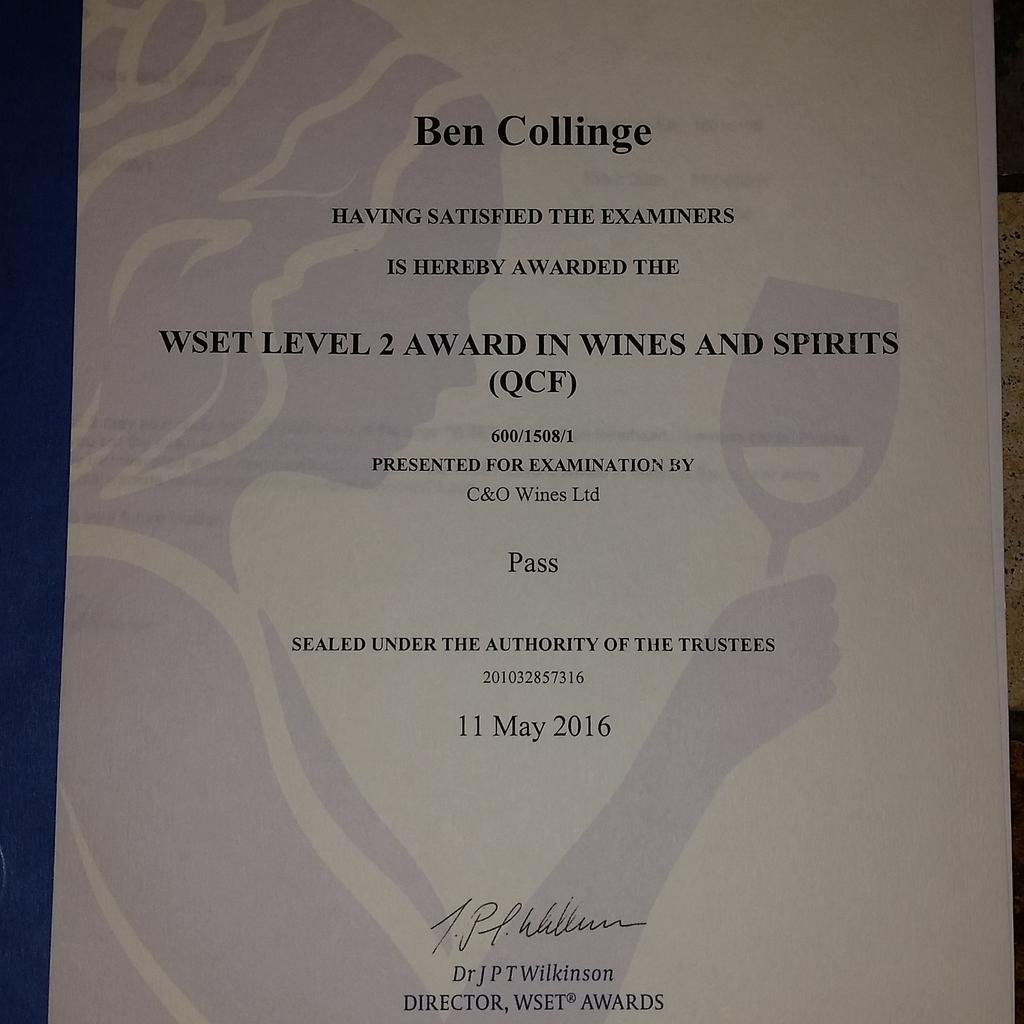 Ben Collinge
HAVING SATISFIED THE EXAMINERS
IS HEREBY AWARDED THE
WSET LEVEL 2 AWARD IN WINES AND SPIRITS
(QCF)
600/1508/1
PRESENTED FOR EXAMINATION BY
C&O Wines Ltd
Pass
SEALED UNDER THE AUTHORITY OF THE TRUSTEES
201032857316
11 May 2016
Dr J P T Wilkinson
DIRECTOR, WSET® AWARDS